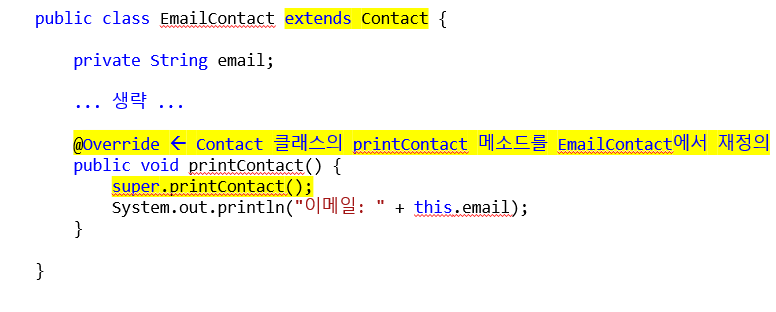 public class EmailContact extends Contact {
private String email;
... 생략 ...
@Override ← Contact 클래스의 printContact 메소드를 EmailContact에서 재정의
public void printContact() {
super.printContact();
System.out.println("이메일: " + this.email);
}
}